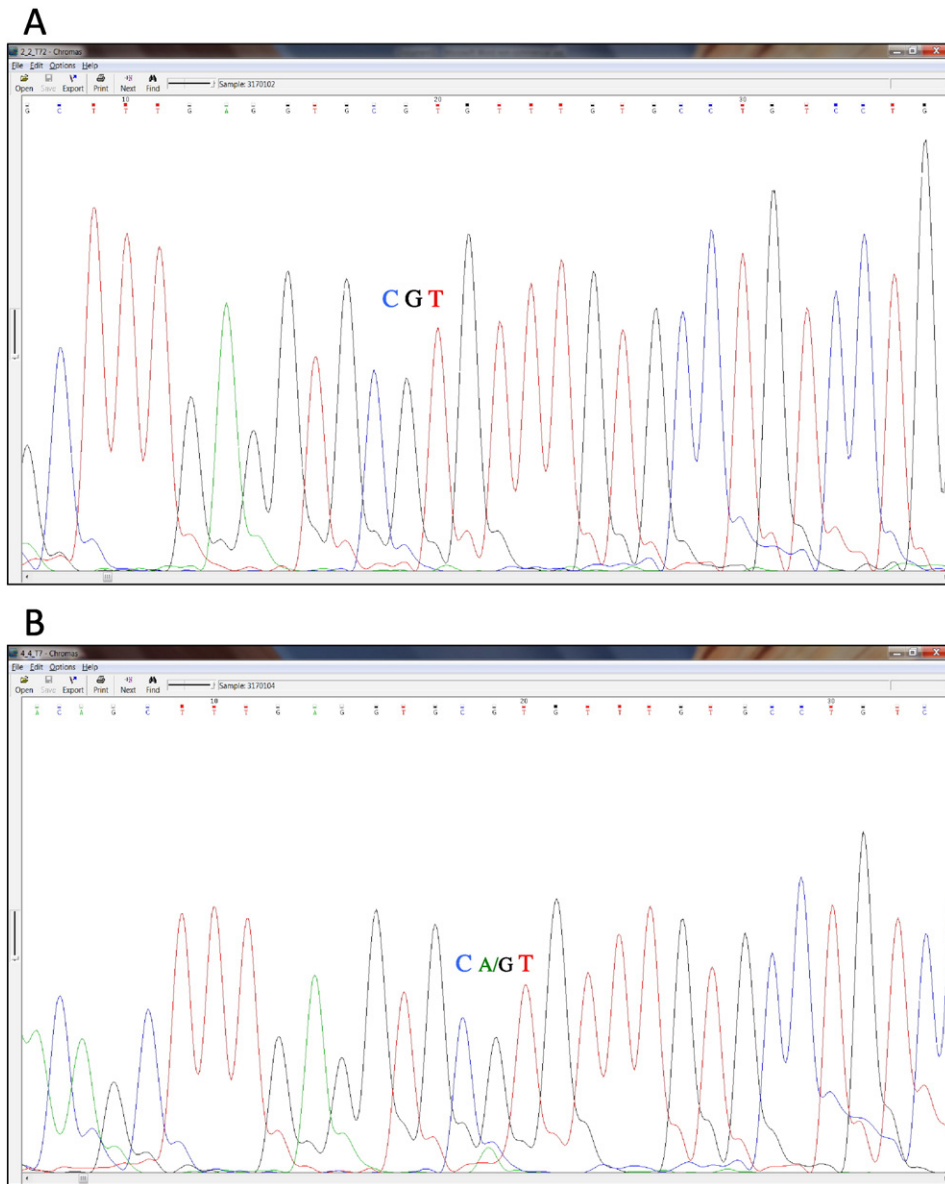 A
2_2_T72 - Chromas
File Edit Options Help
Open Save Export Print Next Find Sample: 3170102
10 20 30
G C T T T G A G G T G C G T G T T T G T G C C T G T C C T G
C G T
B
4_4_T7 - Chromas
File Edit Options Help
Open Save Export Print Next Find Sample: 3170104
10 20 30
A C A G C T T T G A G G T G C G T G T T T G T G C C T G T C
C A/G T